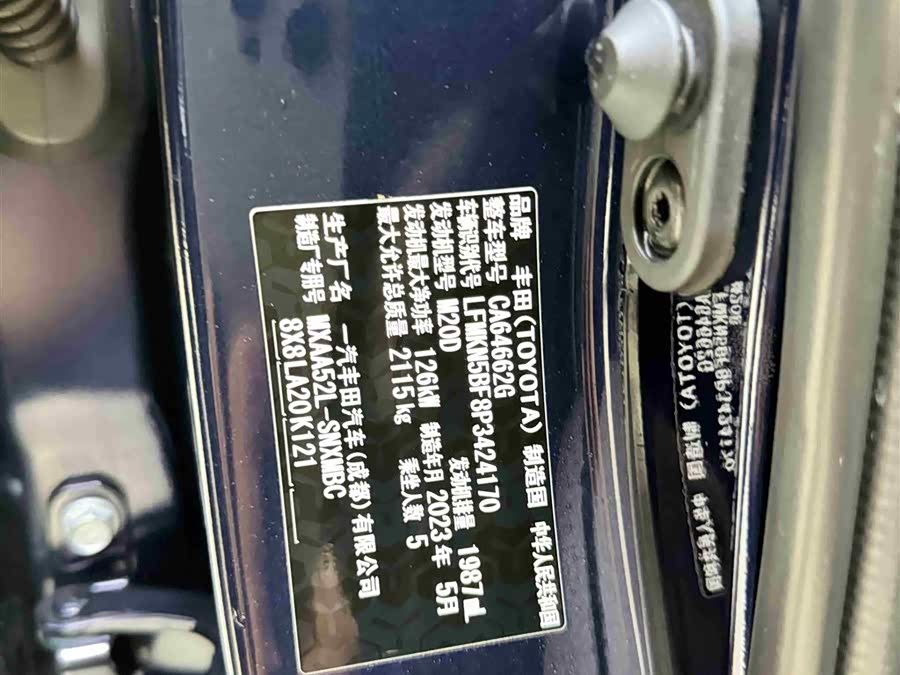 品牌 丰田(TOYOTA) 制造国 中华人民共和国
整车型号 CA64662G
车辆识别代号 LFMKN5BF8P3424170
发动机型号 M20D 发动机排量 1987mL
发动机最大净功率 126kW 制造年月 2023年 5月
最大允许总质量 2115kg 乘坐人数 5
生产厂名 一汽丰田汽车(成都)有限公司
制造厂专用号 MXAA52L-SNXMBC
8X81LA20K121